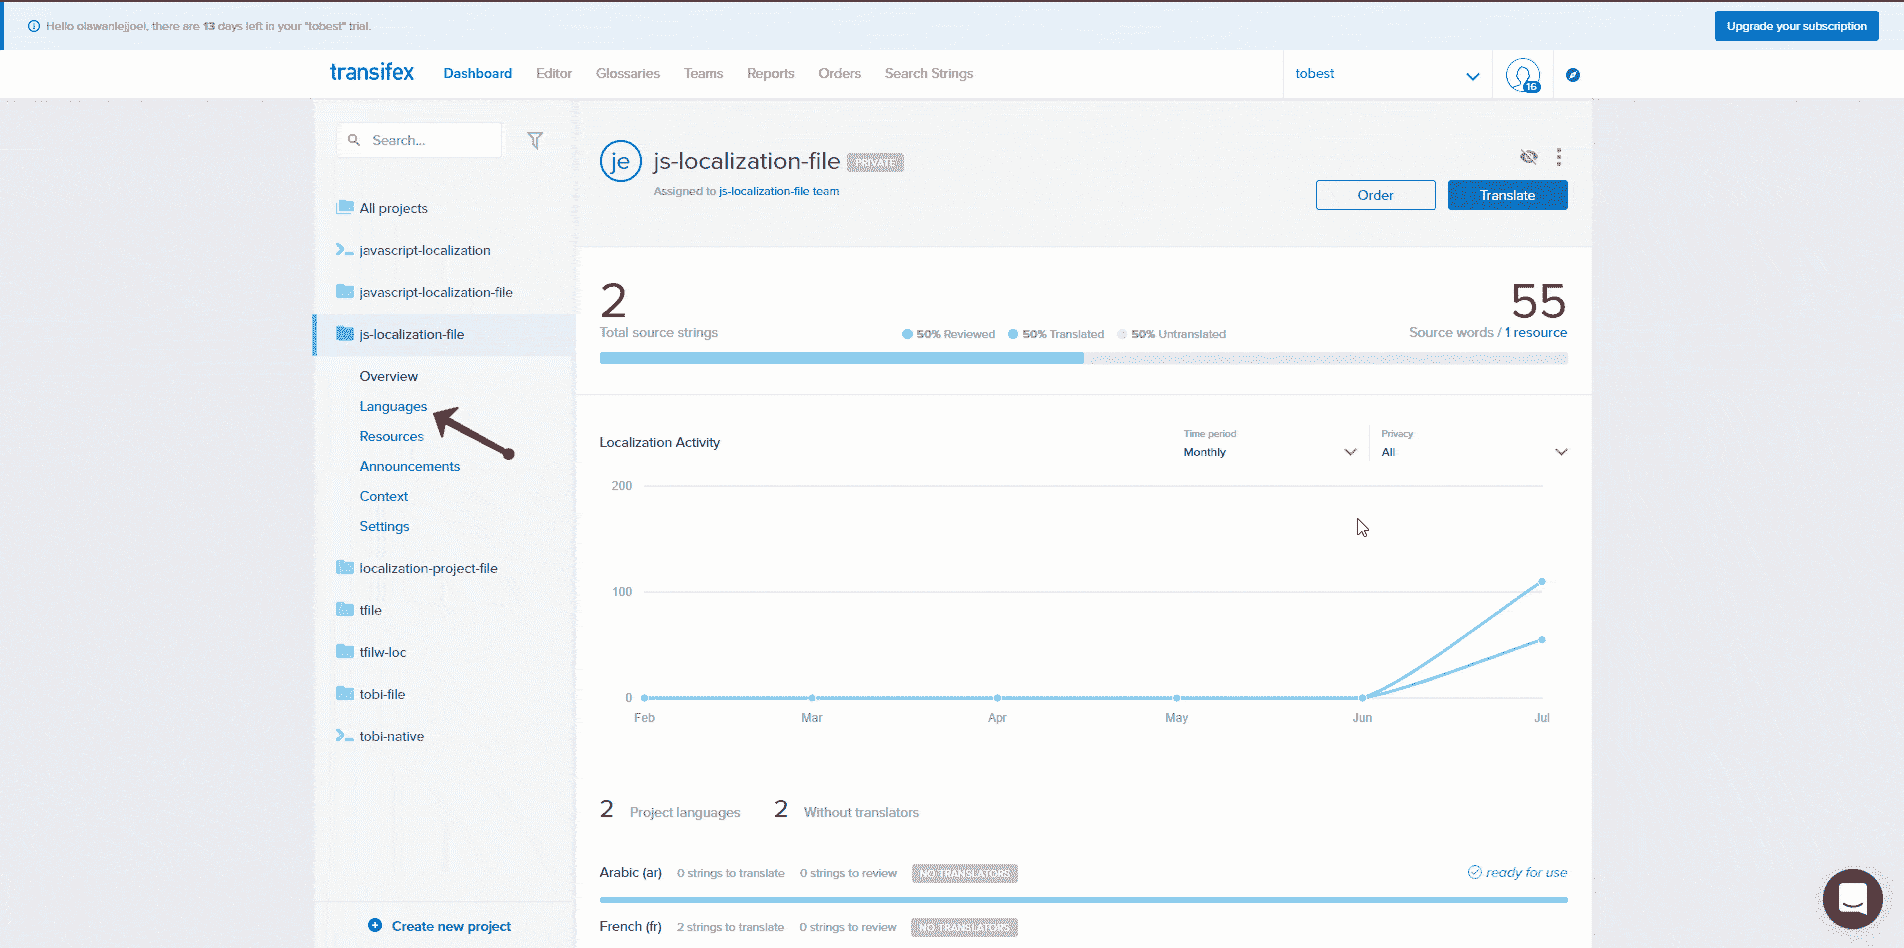 Hello olawanlejjoel, there are 13 days left in your "tobest" trial.
Upgrade your subscription
transifex
Dashboard
Editor
Glossaries
Teams
Reports
Orders
Search Strings
tobest
16
Search...
All projects
javascript-localization
javascript-localization-file
js-localization-file
Overview
Languages
Resources
Announcements
Context
Settings
localization-project-file
tfile
tfilw-loc
tobi-file
tobi-native
Create new project
je
js-localization-file
PRIVATE
Assigned to js-localization-file team
Order
Translate
2
Total source strings
50% Reviewed
50% Translated
50% Untranslated
55
Source words / 1 resource
Localization Activity
Time period
Monthly
Privacy
All
200
100
0
Feb
Mar
Apr
May
Jun
Jul
2 Project languages
2 Without translators
Arabic (ar) 0 strings to translate 0 strings to review NO TRANSLATORS
ready for use
French (fr) 2 strings to translate 0 strings to review NO TRANSLATORS